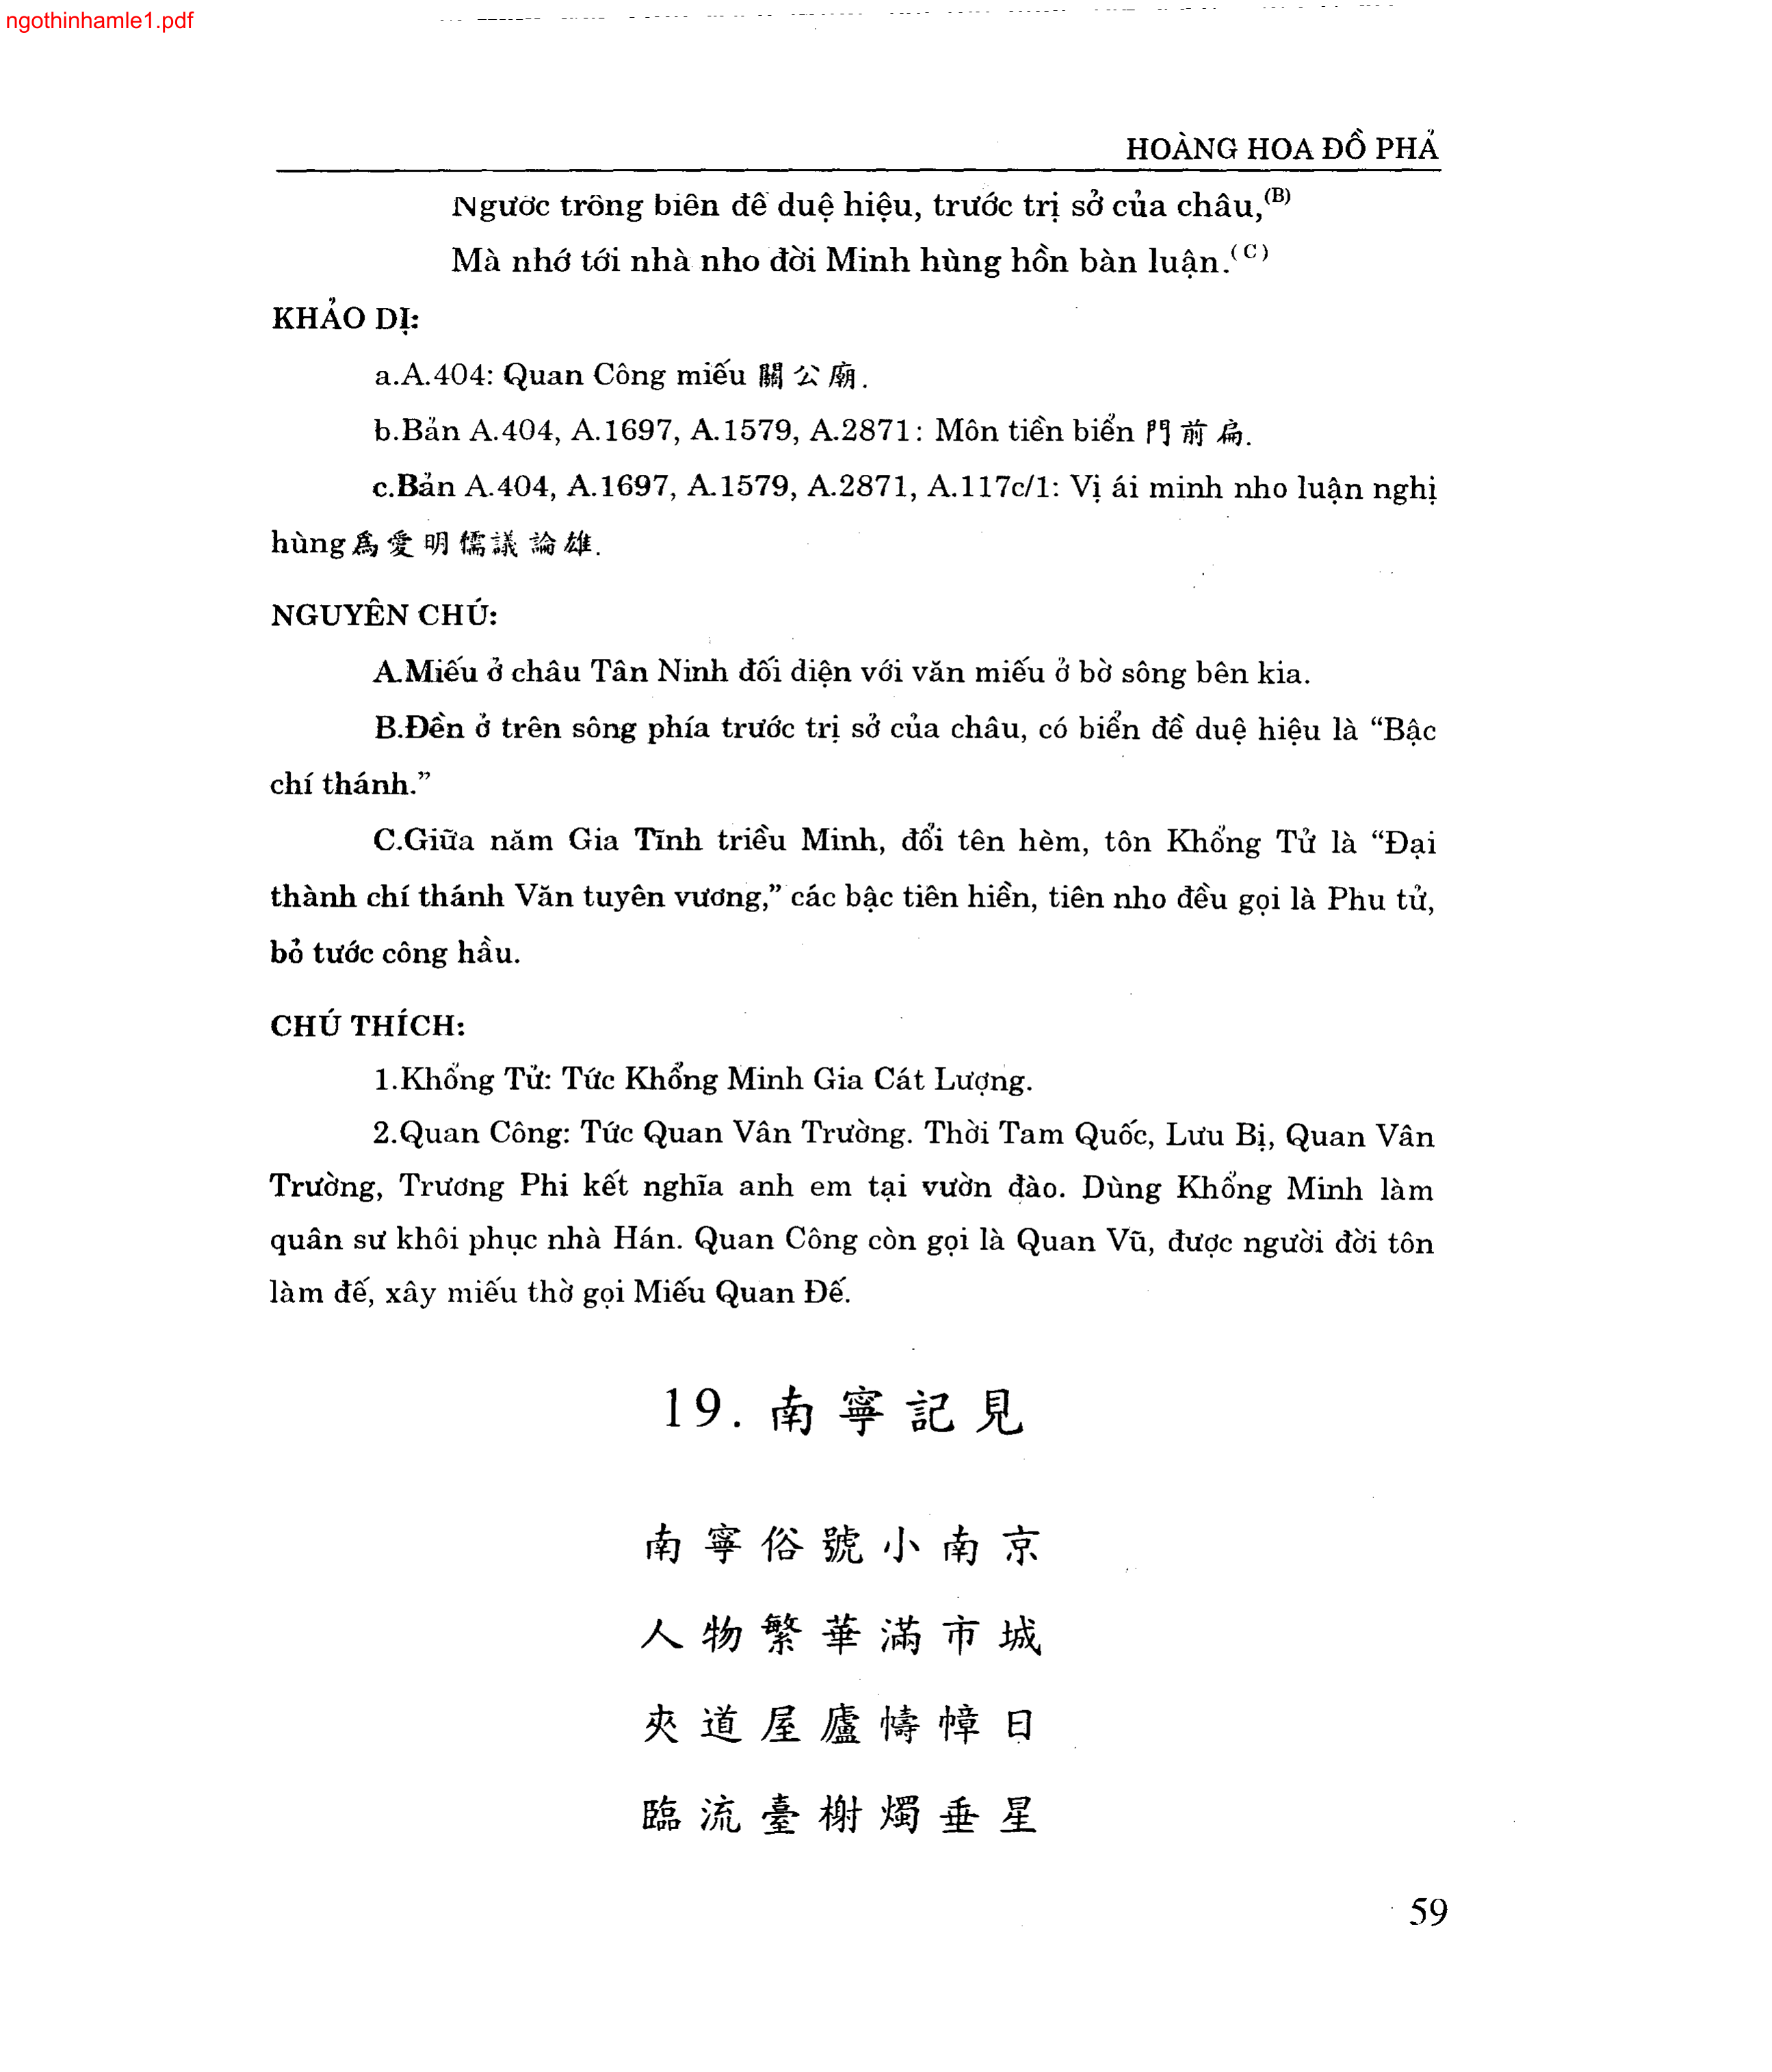 ngothinhamle1.pdf
HOÀNG HOA ĐỒ PHẢ
Ngước trông biển đề duệ hiệu, trước trị sở của châu,(B)
Mà nhớ tới nhà nho đời Minh hùng hồn bàn luận.(C)
KHẢO DỊ:
a.A.404: Quan Công miếu 關公廟.
b.Bản A.404, A.1697, A.1579, A.2871: Môn tiền biển 門前扁.
c.Bản A.404, A.1697, A.1579, A.2871, A.117c/1: Vị ái minh nho luận nghị
hùng 爲愛明儒議論雄.
NGUYÊN CHÚ:
A.Miếu ở châu Tân Ninh đối diện với văn miếu ở bờ sông bên kia.
B.Đền ở trên sông phía trước trị sở của châu, có biển đề duệ hiệu là “Bậc
chí thánh.”
C.Giữa năm Gia Tĩnh triều Minh, đổi tên hèm, tôn Khổng Tử là “Đại
thành chí thánh Văn tuyên vương,” các bậc tiên hiền, tiên nho đều gọi là Phu tử,
bỏ tước công hầu.
CHÚ THÍCH:
1.Khổng Tử: Tức Khổng Minh Gia Cát Lượng.
2.Quan Công: Tức Quan Vân Trường. Thời Tam Quốc, Lưu Bị, Quan Vân
Trường, Trương Phi kết nghĩa anh em tại vườn đào. Dùng Khổng Minh làm
quân sư khôi phục nhà Hán. Quan Công còn gọi là Quan Vũ, được người đời tôn
làm đế, xây miếu thờ gọi Miếu Quan Đế.
19. 南寧記見
南寧俗號小南京
人物繁華滿市城
夾道屋廬幬幛日
臨流臺榭燭垂星
59